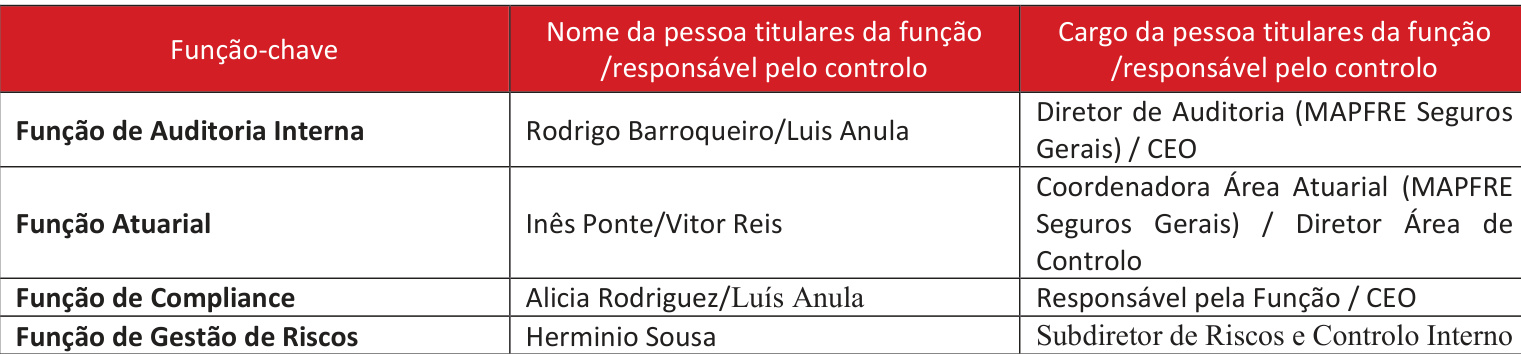 Função-chave
Nome da pessoa titulares da função
/responsável pelo controlo
Cargo da pessoa titulares da função
/responsável pelo controlo
Função de Auditoria Interna
Rodrigo Barroqueiro/Luis Anula
Diretor de Auditoria (MAPFRE Seguros
Gerais) / CEO
Função Atuarial
Inês Ponte/Vitor Reis
Coordenadora Área Atuarial (MAPFRE
Seguros Gerais) / Diretor Área de
Controlo
Função de Compliance
Alicia Rodriguez/Luís Anula
Responsável pela Função / CEO
Função de Gestão de Riscos
Herminio Sousa
Subdiretor de Riscos e Controlo Interno